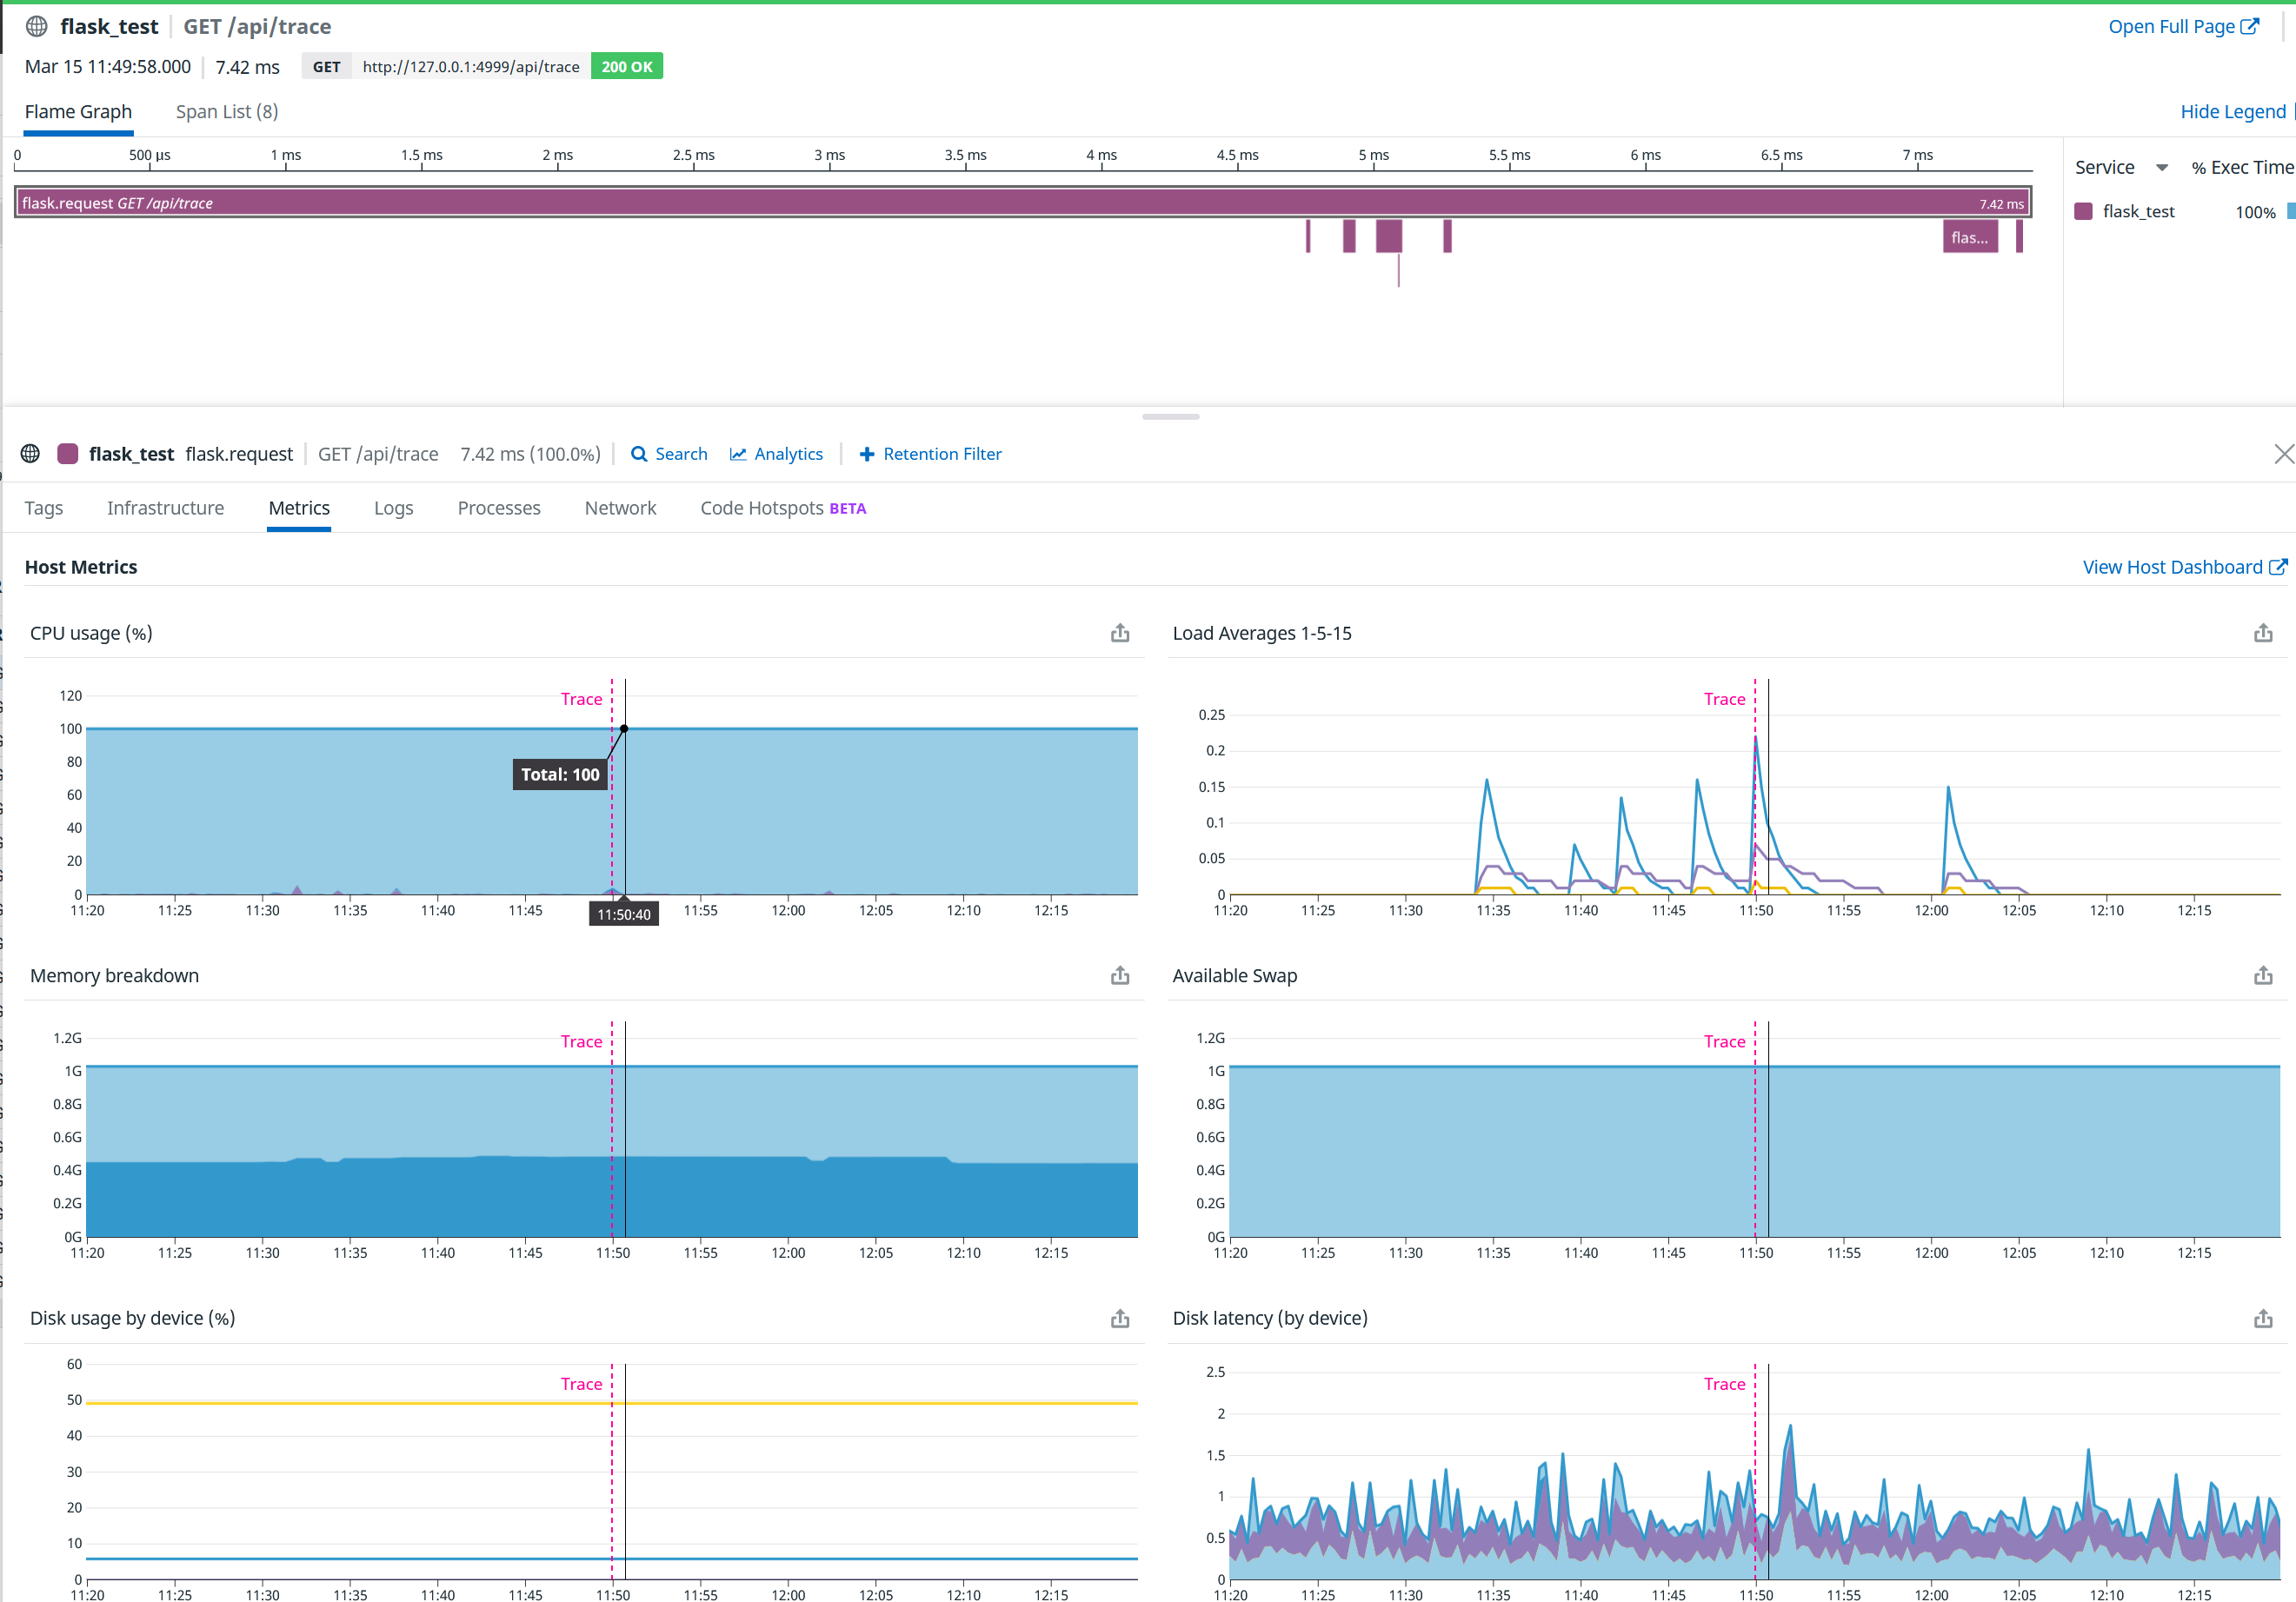 flask_test GET /api/trace Open Full Page
Mar 15 11:49:58.000 7.42 ms GET http://127.0.0.1:4999/api/trace 200 OK
Flame Graph Span List (8) Hide Legend
0 500 µs 1 ms 1.5 ms 2 ms 2.5 ms 3 ms 3.5 ms 4 ms 4.5 ms 5 ms 5.5 ms 6 ms 6.5 ms 7 ms
Service % Exec Time
flask.request GET /api/trace 7.42 ms
flask_test 100%
flas...
flask_test flask.request GET /api/trace 7.42 ms (100.0%) Search Analytics Retention Filter
Tags Infrastructure Metrics Logs Processes Network Code Hotspots BETA
Host Metrics View Host Dashboard
CPU usage (%)
Trace
120
100
80
60
40
20
0
Total: 100
11:20 11:25 11:30 11:35 11:40 11:45 11:50:40 11:55 12:00 12:05 12:10 12:15
Load Averages 1-5-15
Trace
0.25
0.2
0.15
0.1
0.05
0
11:20 11:25 11:30 11:35 11:40 11:45 11:50 11:55 12:00 12:05 12:10 12:15
Memory breakdown
Trace
1.2G
1G
0.8G
0.6G
0.4G
0.2G
0G
11:20 11:25 11:30 11:35 11:40 11:45 11:50 11:55 12:00 12:05 12:10 12:15
Available Swap
Trace
1.2G
1G
0.8G
0.6G
0.4G
0.2G
0G
11:20 11:25 11:30 11:35 11:40 11:45 11:50 11:55 12:00 12:05 12:10 12:15
Disk usage by device (%)
Trace
60
50
40
30
20
10
0
11:20 11:25 11:30 11:35 11:40 11:45 11:50 11:55 12:00 12:05 12:10 12:15
Disk latency (by device)
Trace
2.5
2
1.5
1
0.5
0
11:20 11:25 11:30 11:35 11:40 11:45 11:50 11:55 12:00 12:05 12:10 12:15